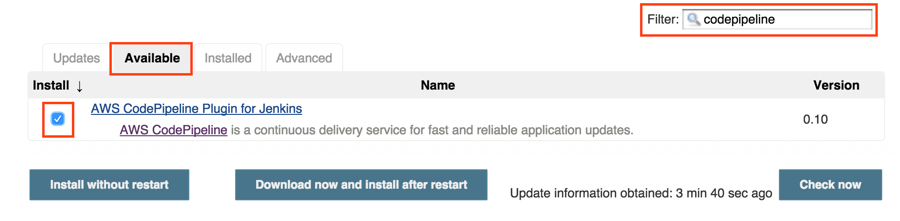 Filter: codepipeline
Updates Available Installed Advanced
Install ↓ Name Version
AWS CodePipeline Plugin for Jenkins
0.10
AWS CodePipeline is a continuous delivery service for fast and reliable application updates.
Install without restart Download now and install after restart Update information obtained: 3 min 40 sec ago Check now